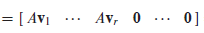 = [ Av₁ ··· Avᵣ 0 ··· 0 ]